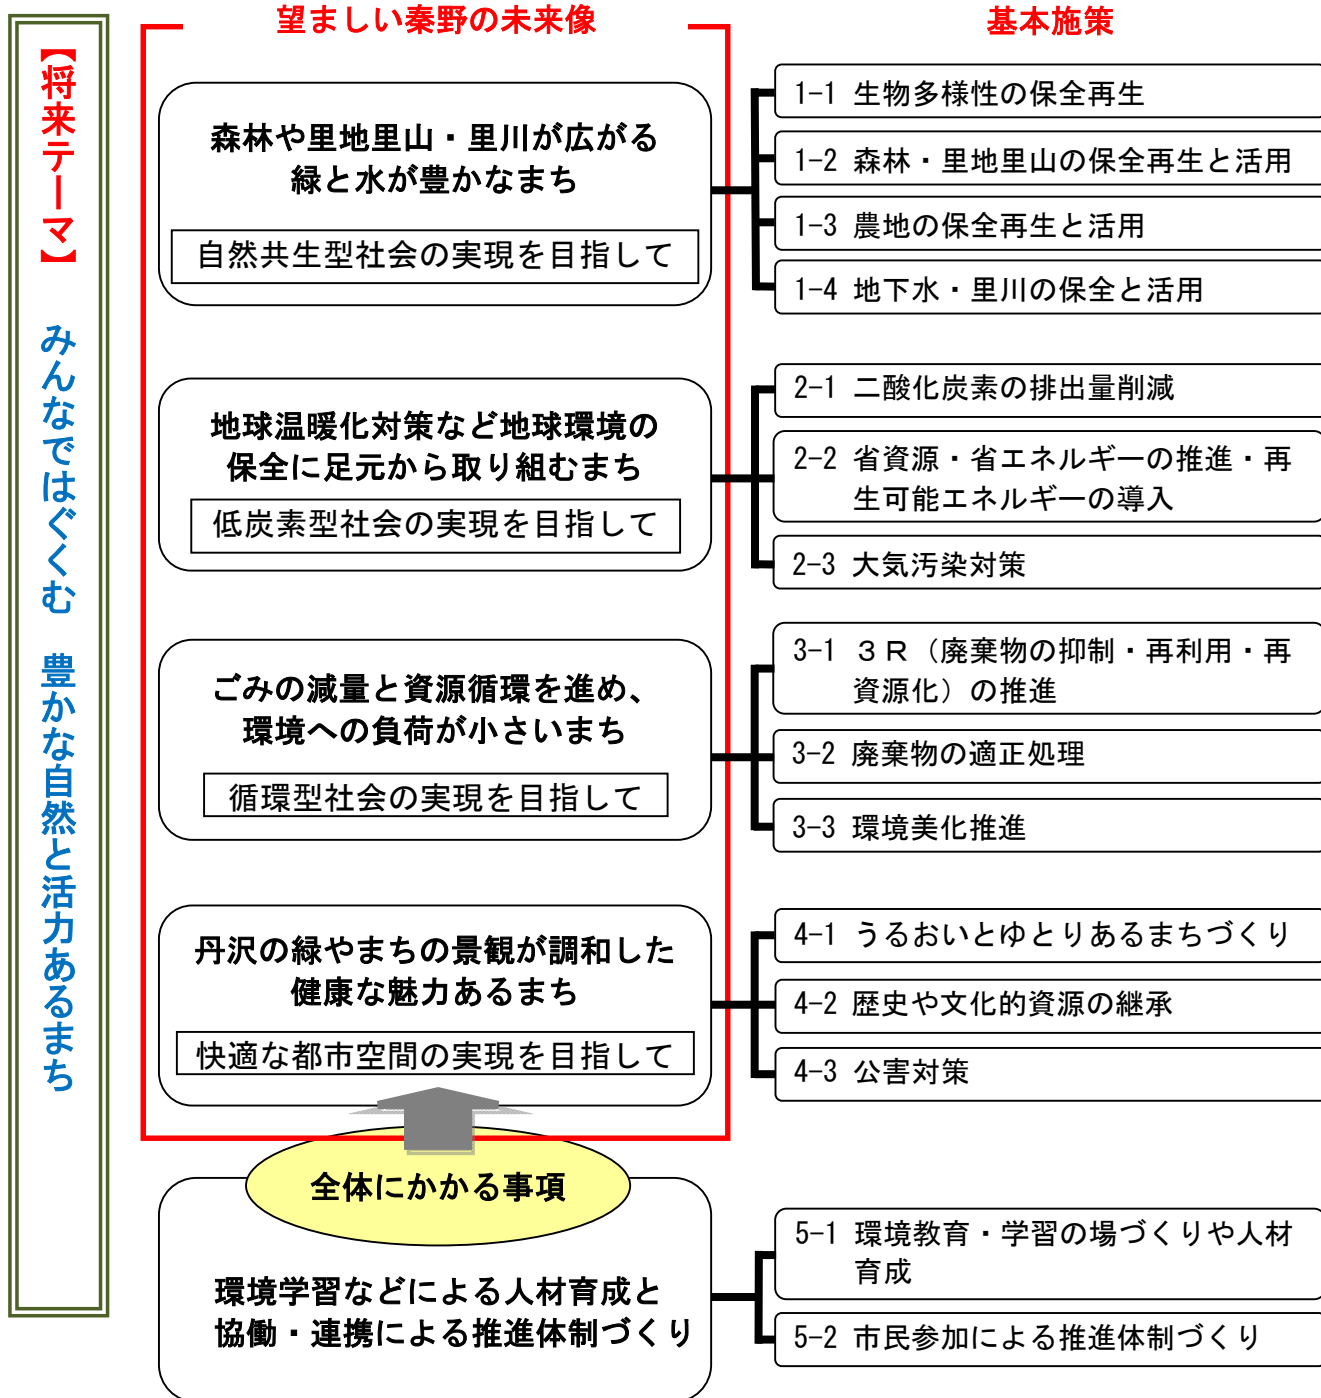 【将来テーマ】 みんなではぐくむ 豊かな自然と活力あるまち
望ましい秦野の未来像
基本施策
森林や里地里山・里川が広がる
緑と水が豊かなまち
自然共生型社会の実現を目指して
1-1 生物多様性の保全再生
1-2 森林・里地里山の保全再生と活用
1-3 農地の保全再生と活用
1-4 地下水・里川の保全と活用
地球温暖化対策など地球環境の
保全に足元から取り組むまち
低炭素型社会の実現を目指して
2-1 二酸化炭素の排出量削減
2-2 省資源・省エネルギーの推進・再
生可能エネルギーの導入
2-3 大気汚染対策
ごみの減量と資源循環を進め、
環境への負荷が小さいまち
循環型社会の実現を目指して
3-1 ３Ｒ（廃棄物の抑制・再利用・再
資源化）の推進
3-2 廃棄物の適正処理
3-3 環境美化推進
丹沢の緑やまちの景観が調和した
健康な魅力あるまち
快適な都市空間の実現を目指して
4-1 うるおいとゆとりあるまちづくり
4-2 歴史や文化的資源の継承
4-3 公害対策
全体にかかる事項
環境学習などによる人材育成と
協働・連携による推進体制づくり
5-1 環境教育・学習の場づくりや人材
育成
5-2 市民参加による推進体制づくり